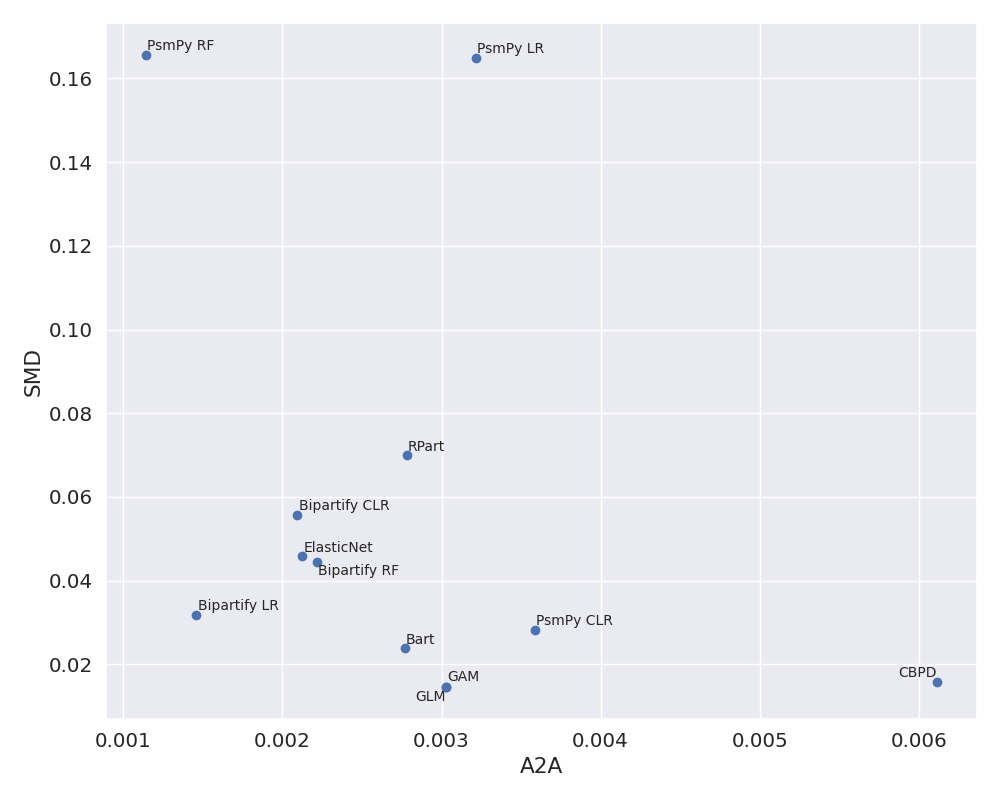 PsmPy RF
PsmPy LR
0.16
0.14
0.12
0.10
SMD
0.08
RPart
0.06
Bipartify CLR
ElasticNet
Bipartify RF
0.04
Bipartify LR
PsmPy CLR
Bart
0.02
GAM
CBPD
GLM
0.001 0.002 0.003 0.004 0.005 0.006
A2A